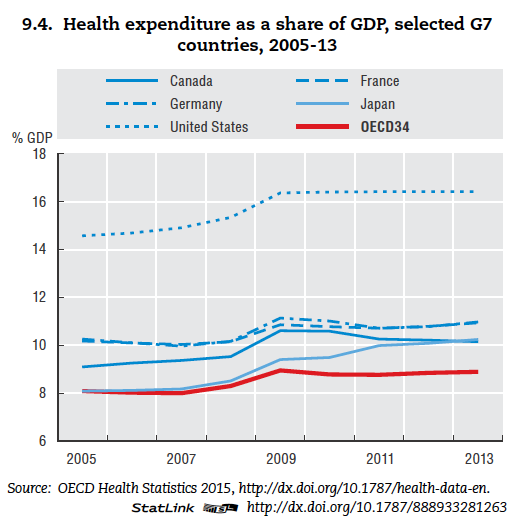 9.4. Health expenditure as a share of GDP, selected G7
countries, 2005-13
Canada
France
Germany
Japan
United States
OECD34
% GDP
18
16
14
12
10
8
6
2005 2007 2009 2011 2013
Source: OECD Health Statistics 2015, http://dx.doi.org/10.1787/health-data-en.
StatLink http://dx.doi.org/10.1787/888933281263